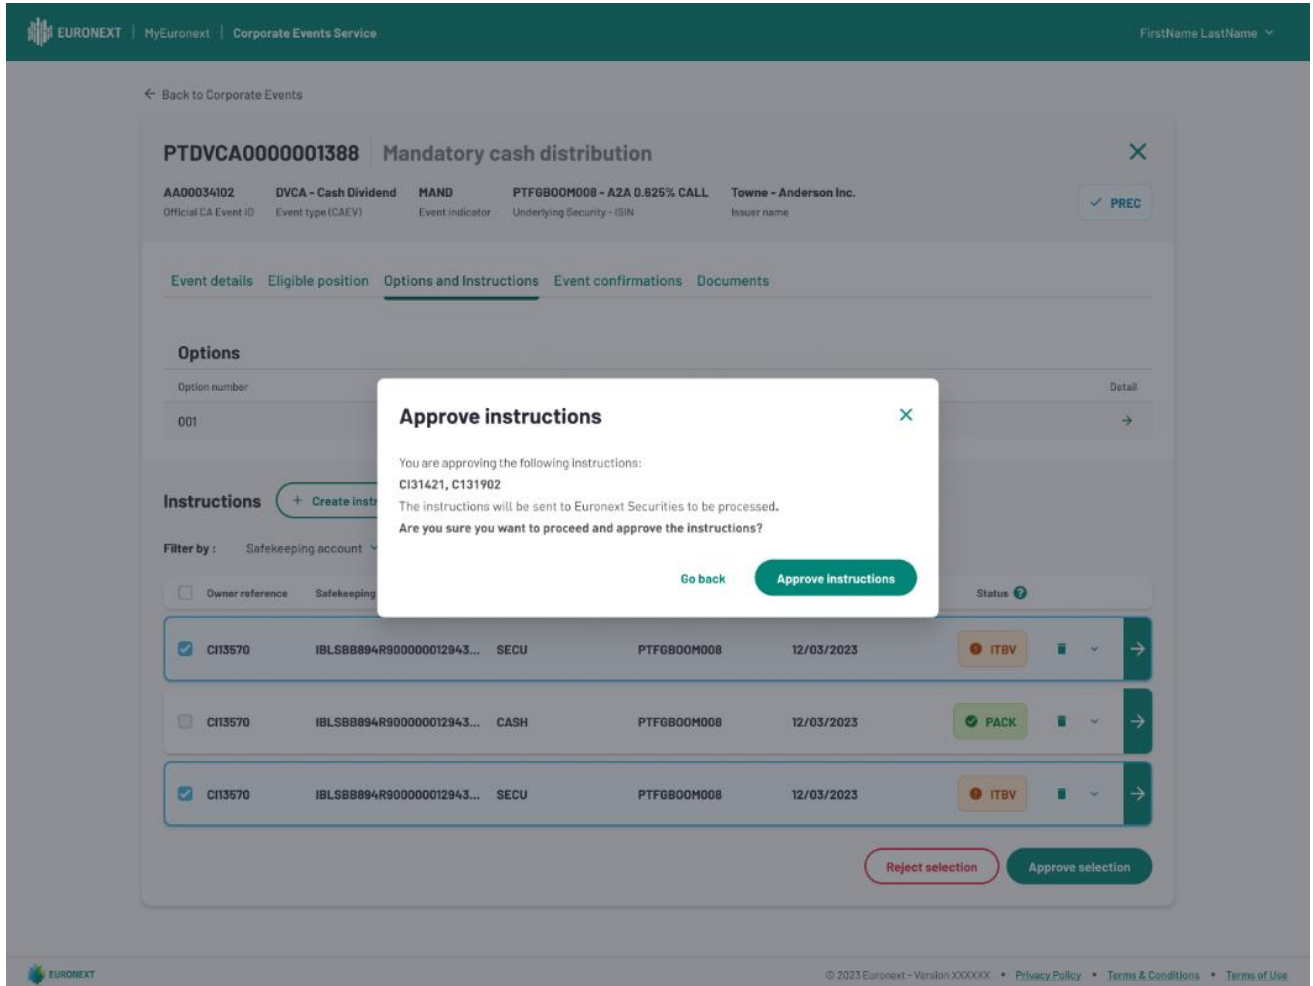 EURONEXT | MyEuronext | Corporate Events Service FirstName LastName
← Back to Corporate Events
PTDVCA0000001388 Mandatory cash distribution
AA00034102 DVCA - Cash Dividend MAND PTFGBOOM008 - A2A 0.625% CALL Towne - Anderson Inc.
Official CA Event ID Event type (CAEV) Event indicator Underlying Security - ISIN Issuer name
PREC
Event details Eligible position Options and Instructions Event confirmations Documents
Options
Option number Detail
001
Approve instructions
You are approving the following instructions:
CI31421, C131902
The instructions will be sent to Euronext Securities to be processed.
Are you sure you want to proceed and approve the instructions?
Go back Approve instructions
Instructions + Create instr
Filter by : Safekeeping account
Owner reference Safekeeping Status
CI13570 IBLSBB894R900000012943... SECU PTFGBOOM008 12/03/2023 ITBV
CI13570 IBLSBB894R900000012943... CASH PTFGBOOM008 12/03/2023 PACK
CI13570 IBLSBB894R900000012943... SECU PTFGBOOM008 12/03/2023 ITBV
Reject selection Approve selection
EURONEXT © 2023 Euronext - Version XXXXXX • Privacy Policy • Terms & Conditions • Terms of Use